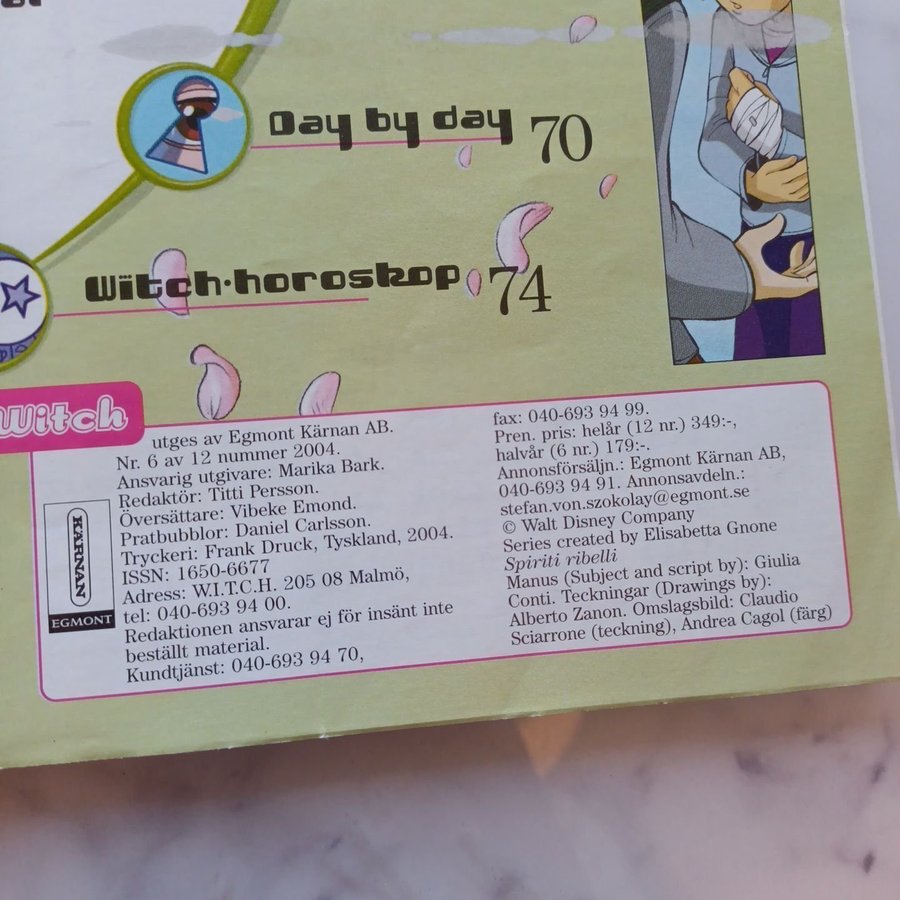 Day by day 70
Witch·horoskop 74
Witch
utges av Egmont Kärnan AB.
Nr. 6 av 12 nummer 2004.
Ansvarig utgivare: Marika Bark.
Redaktör: Titti Persson.
Översättare: Vibeke Emond.
Pratbubblor: Daniel Carlsson.
Tryckeri: Frank Druck, Tyskland, 2004.
ISSN: 1650-6677
Adress: W.I.T.C.H. 205 08 Malmö,
tel: 040-693 94 00.
Redaktionen ansvarar ej för insänt inte
beställt material.
Kundtjänst: 040-693 94 70,
fax: 040-693 94 99.
Pren. pris: helår (12 nr.) 349:-,
halvår (6 nr.) 179:-.
Annonsförsäljn.: Egmont Kärnan AB,
040-693 94 91. Annonsavdeln.:
stefan.von.szokolay@egmont.se
© Walt Disney Company
Series created by Elisabetta Gnone
Spiriti ribelli
Manus (Subject and script by): Giulia
Conti. Teckningar (Drawings by):
Alberto Zanon. Omslagsbild: Claudio
Sciarrone (teckning), Andrea Cagol (färg)
KÄRNAN
EGMONT